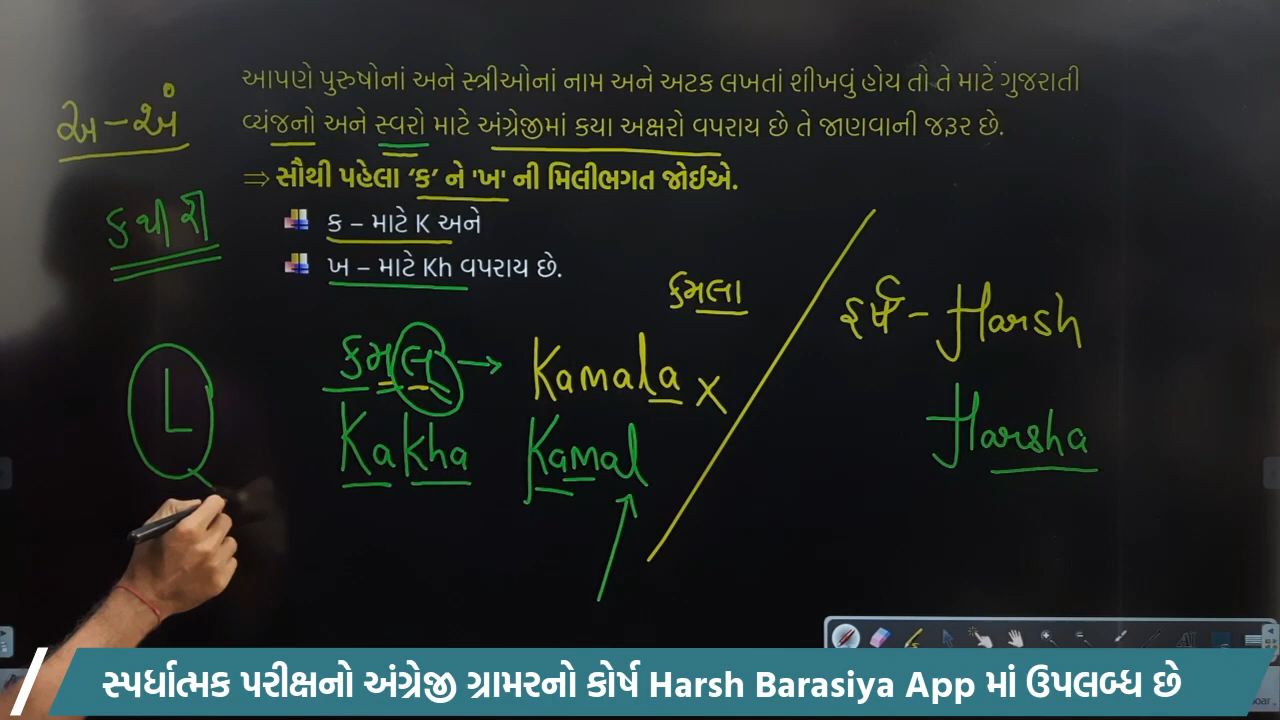 આપણે પુરુષોનાં અને સ્ત્રીઓનાં નામ અને અટક લખતાં શીખવું હોય તો તે માટે ગુજરાતી
વ્યંજનો અને સ્વરો માટે અંગ્રેજીમાં કયા અક્ષરો વપરાય છે તે જાણવાની જરૂર છે.
અ - અં
⇒ સૌથી પહેલા ‘ક’ ને 'ખ' ની મિલીભગત જોઈએ.
ક – માટે K અને
ખ – માટે Kh વપરાય છે.
કમલા
હર્ષ - Harsh
કમલ → Kamala x
L
Kakha Kamal
Harsha
સ્પર્ધાત્મક પરીક્ષનો અંગ્રેજી ગ્રામરનો કોર્ષ Harsh Barasiya App માં ઉપલબ્ધ છે